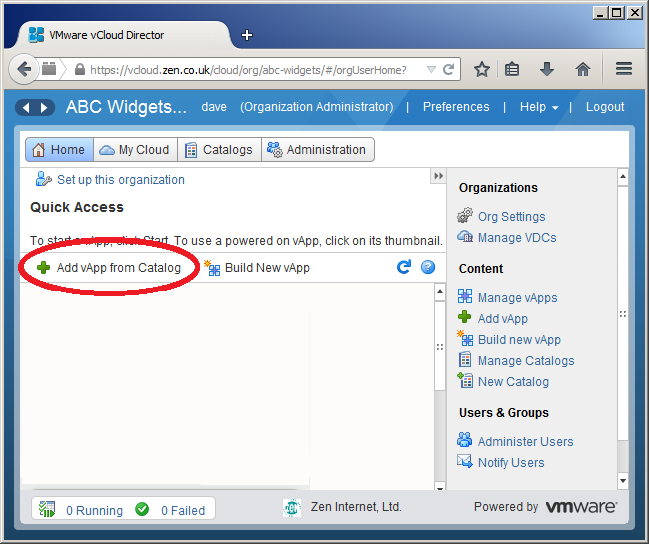 VMware vCloud Director
https://vcloud.zen.co.uk/cloud/org/abc-widgets/#/orgUserHome?
ABC Widgets... dave (Organization Administrator) | Preferences | Help | Logout
Home My Cloud Catalogs Administration
Set up this organization
Quick Access
To start a vApp, click Start. To use a powered on vApp, click on its thumbnail.
Add vApp from Catalog Build New vApp
Organizations
Org Settings
Manage VDCs
Content
Manage vApps
Add vApp
Build new vApp
Manage Catalogs
New Catalog
Users & Groups
Administer Users
Notify Users
0 Running 0 Failed zen Zen Internet, Ltd. Powered by vmware